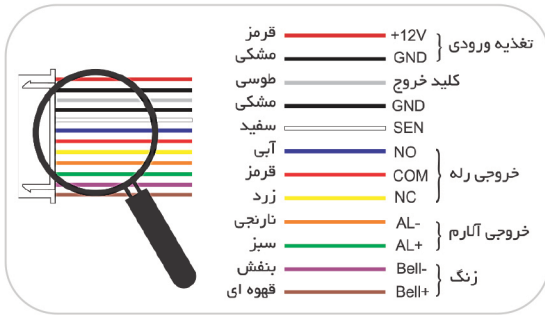 قرمز +12V تغذیه ورودی
مشکی GND
طوسی کلید خروج
مشکی GND
سفید SEN
آبی NO
قرمز COM خروجی رله
زرد NC
نارنجی AL- خروجی آلارم
سبز AL+
بنفش Bell- زنگ
قهوه ای Bell+